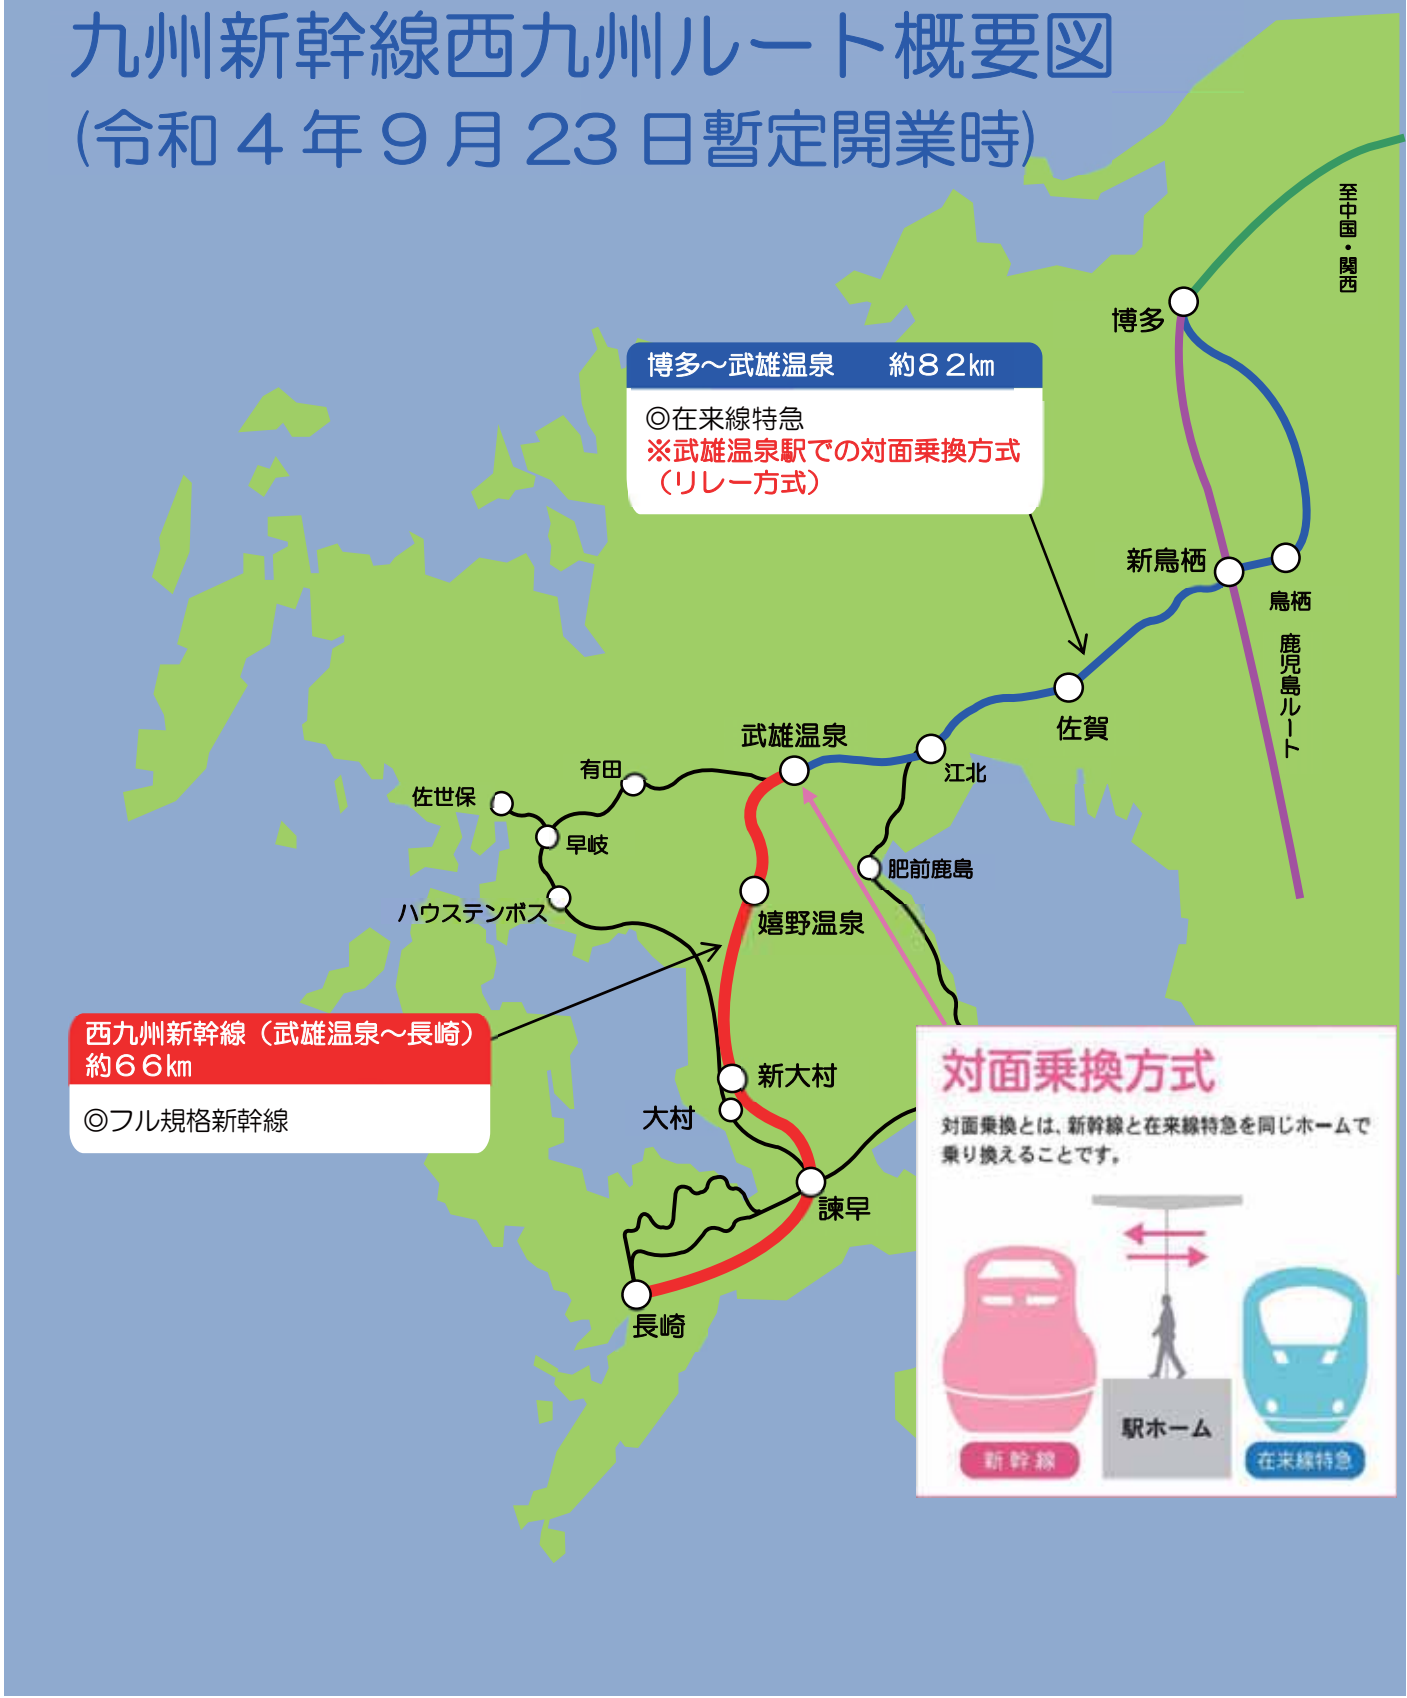 九州新幹線西九州ルート概要図
(令和４年９月２３日暫定開業時)
至中国・関西
博多
博多～武雄温泉　約８２㎞
◎在来線特急
※武雄温泉駅での対面乗換方式
（リレー方式）
新鳥栖
鳥栖
鹿児島ルート
佐賀
武雄温泉
江北
有田
佐世保
早岐
肥前鹿島
ハウステンボス
嬉野温泉
西九州新幹線（武雄温泉～長崎）
約６６㎞
◎フル規格新幹線
新大村
大村
諫早
長崎
対面乗換方式
対面乗換とは、新幹線と在来線特急を同じホームで
乗り換えることです。
駅ホーム
新幹線
在来線特急